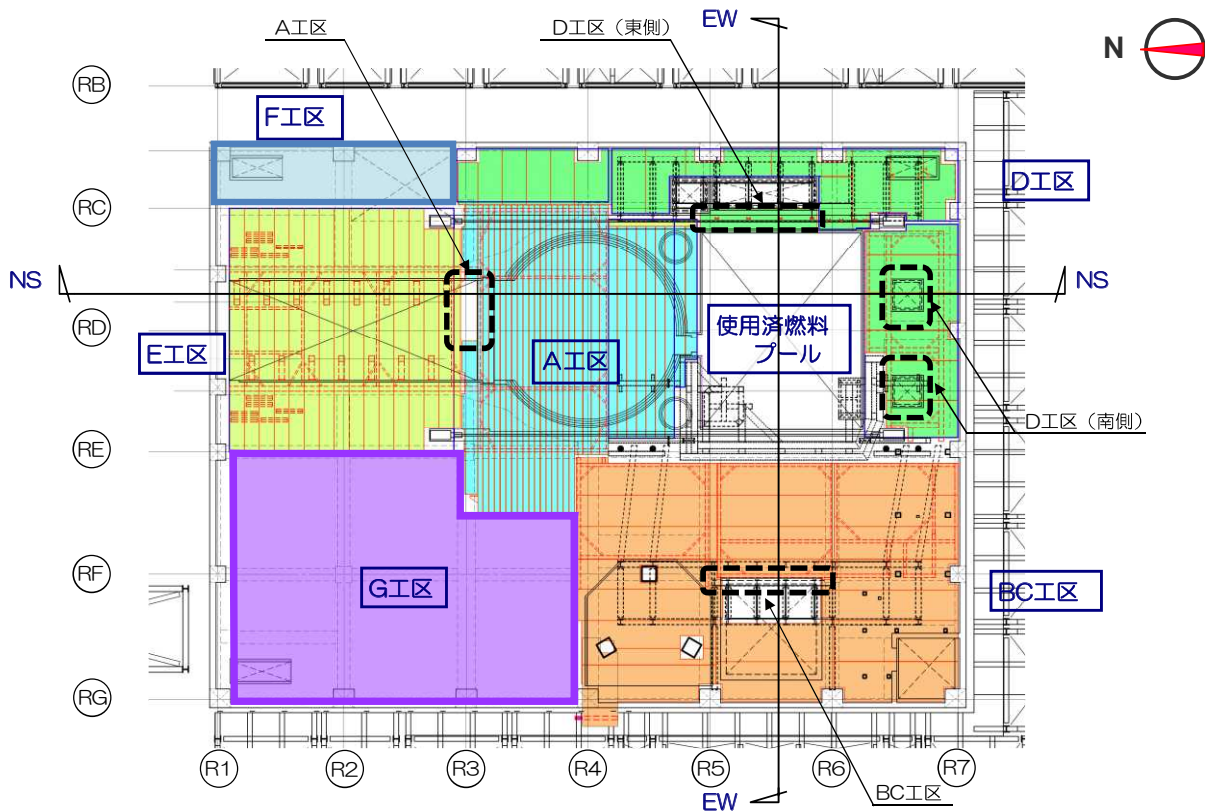 EW
A工区
D工区（東側）
N
RB
F工区
D工区
RC
NS
NS
RD
使用済燃料
プール
E工区
A工区
D工区（南側）
RE
RF
G工区
BC工区
RG
R1
R2
R3
R4
R5
R6
R7
BC工区
EW